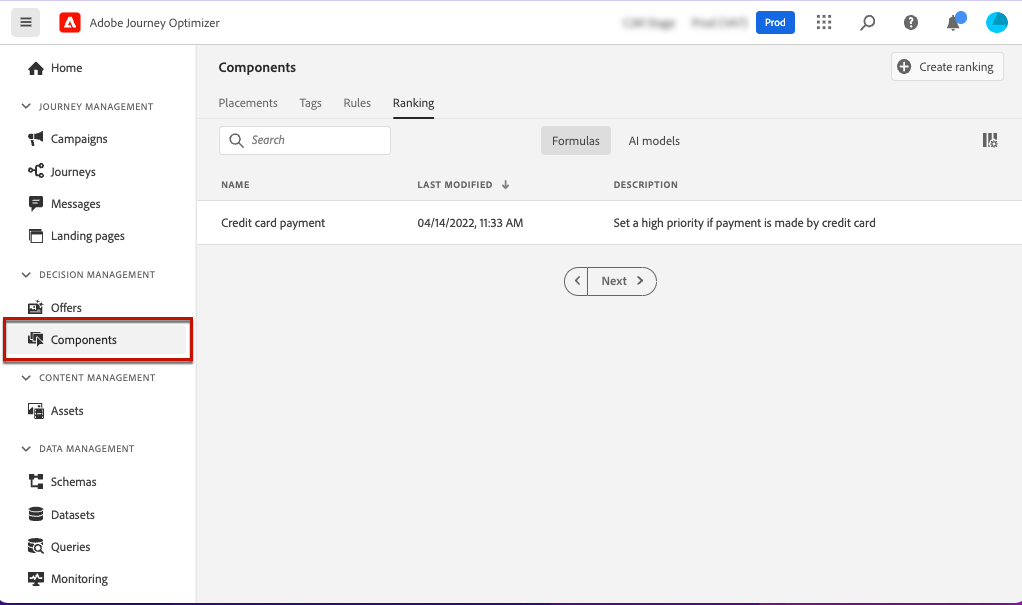 Adobe Journey Optimizer
Prod
Home
JOURNEY MANAGEMENT
Campaigns
Journeys
Messages
Landing pages
DECISION MANAGEMENT
Offers
Components
CONTENT MANAGEMENT
Assets
DATA MANAGEMENT
Schemas
Datasets
Queries
Monitoring
Components
Create ranking
Placements Tags Rules Ranking
Search
Formulas AI models
NAME LAST MODIFIED DESCRIPTION
Credit card payment 04/14/2022, 11:33 AM Set a high priority if payment is made by credit card
Next